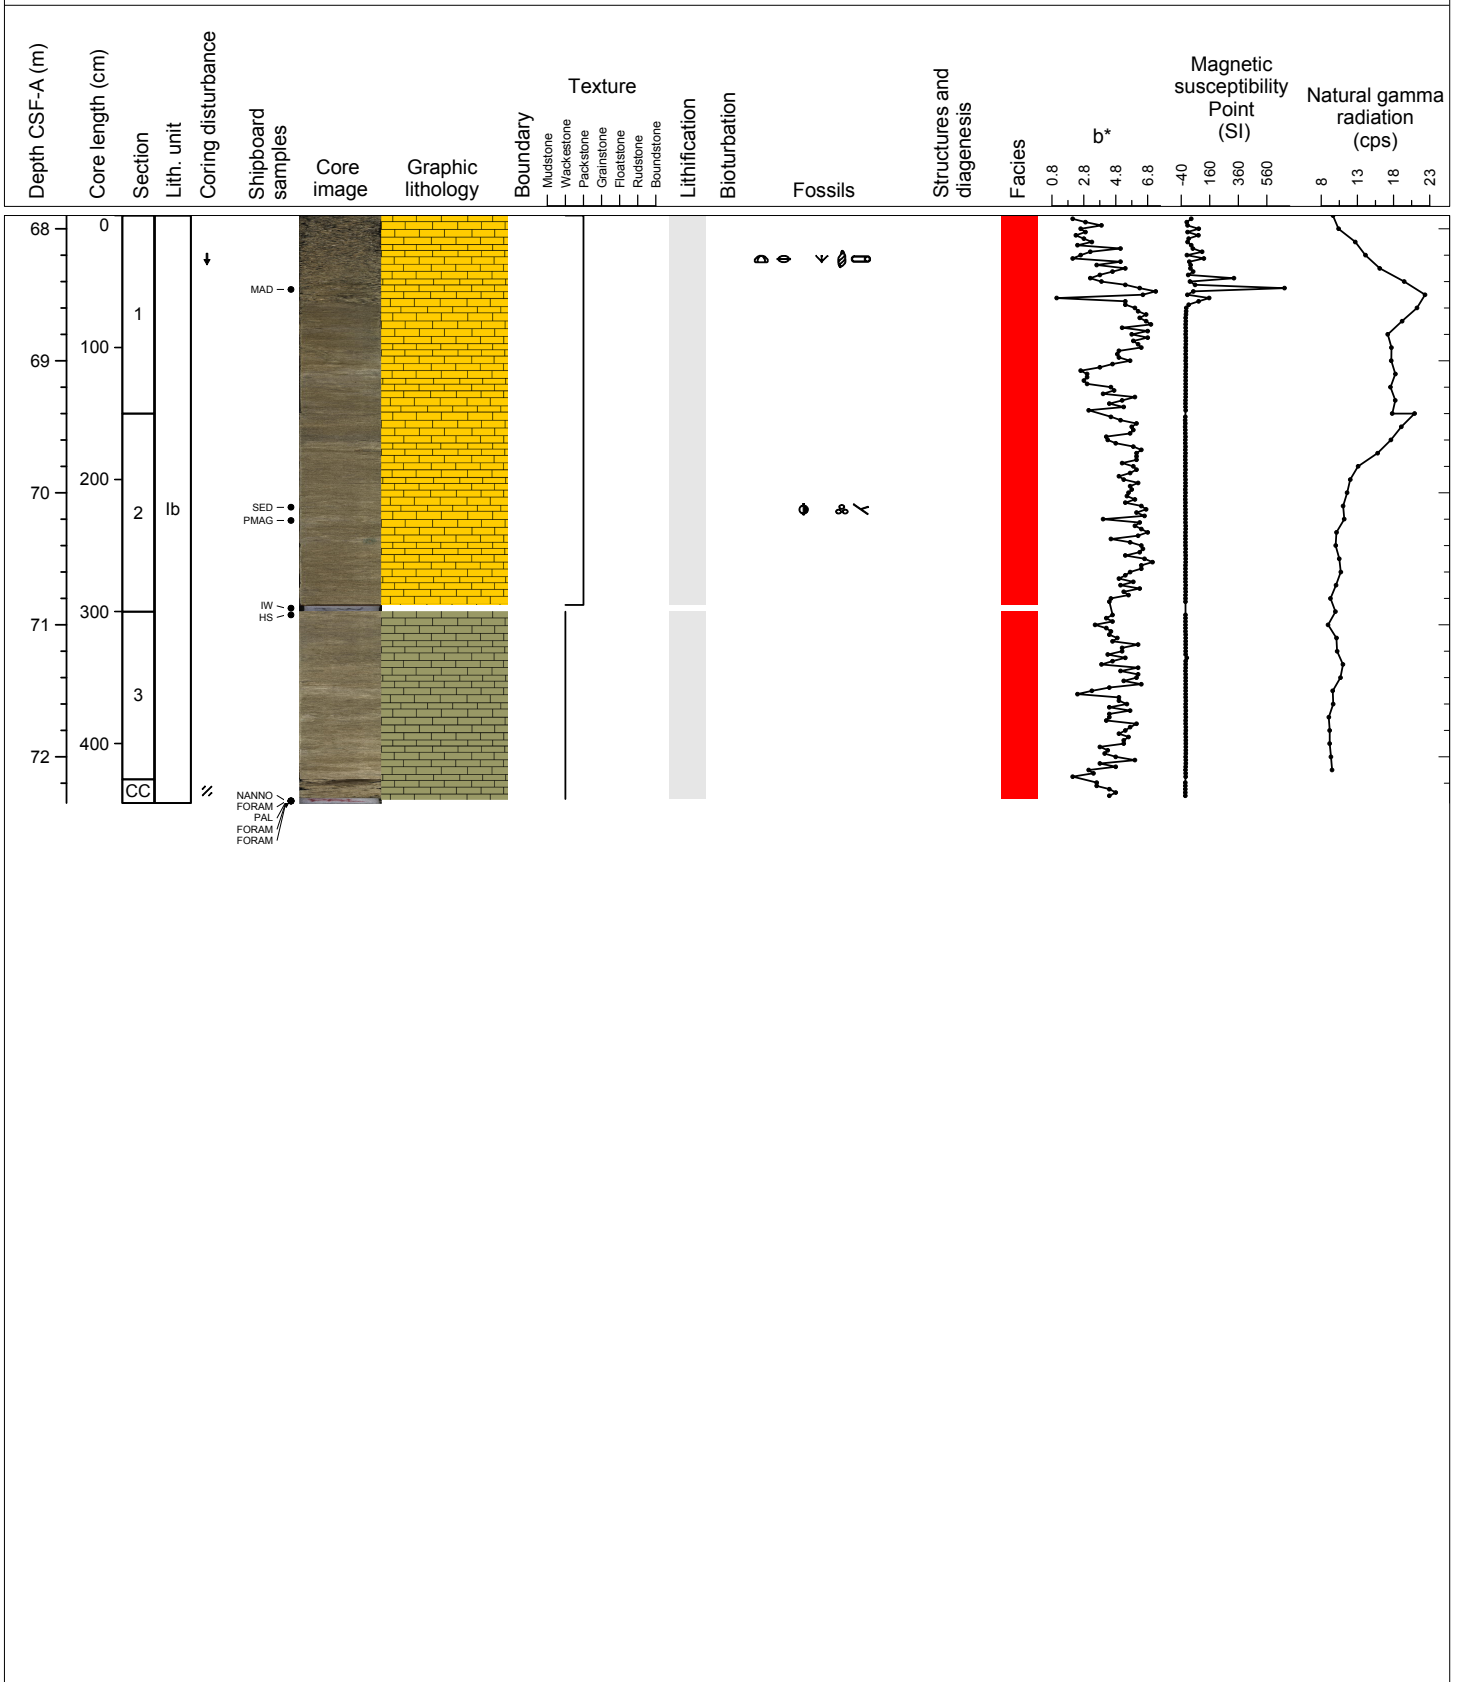 Depth CSF-A (m)
Core length (cm)
Section
Lith. unit
Coring disturbance
Shipboard
samples
Core
image
Graphic
lithology
Boundary
Texture
Mudstone
Wackestone
Packstone
Grainstone
Floatstone
Rudstone
Boundstone
Lithification
Bioturbation
Fossils
Structures and
diagenesis
Facies
b*
0.8 2.8 4.8 6.8
Magnetic
susceptibility
Point
(SI)
-40 160 360 560
Natural gamma
radiation
(cps)
8 13 18 23
68
69
70
71
72
0
100
200
300
400
1
2
3
CC
Ib
MAD
SED
PMAG
IW
HS
NANNO
FORAM
PAL
FORAM
FORAM